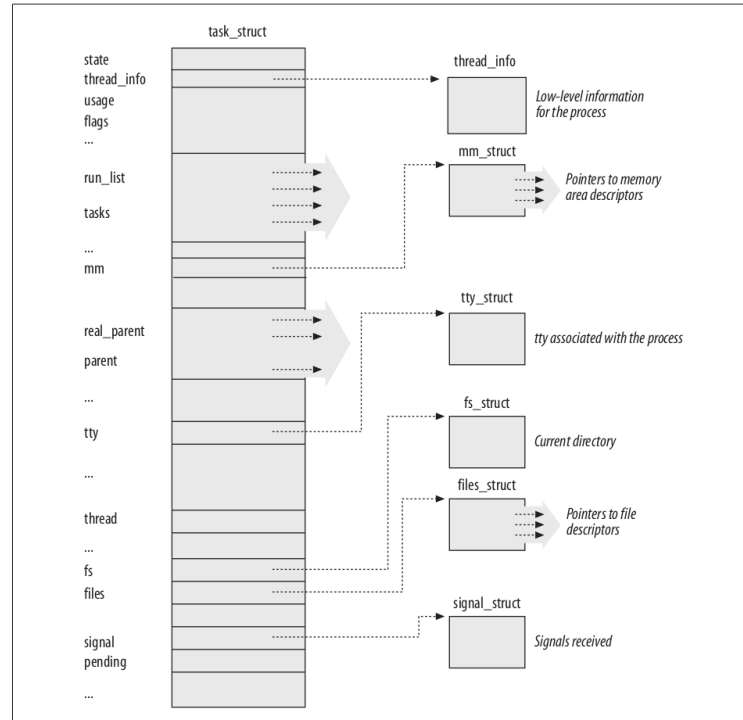 task_struct
state
thread_info
usage
flags
...
run_list
tasks
...
mm
real_parent
parent
...
tty
...
thread
...
fs
files
signal
pending
...
thread_info
Low-level information
for the process
mm_struct
Pointers to memory
area descriptors
tty_struct
tty associated with the process
fs_struct
Current directory
files_struct
Pointers to file
descriptors
signal_struct
Signals received